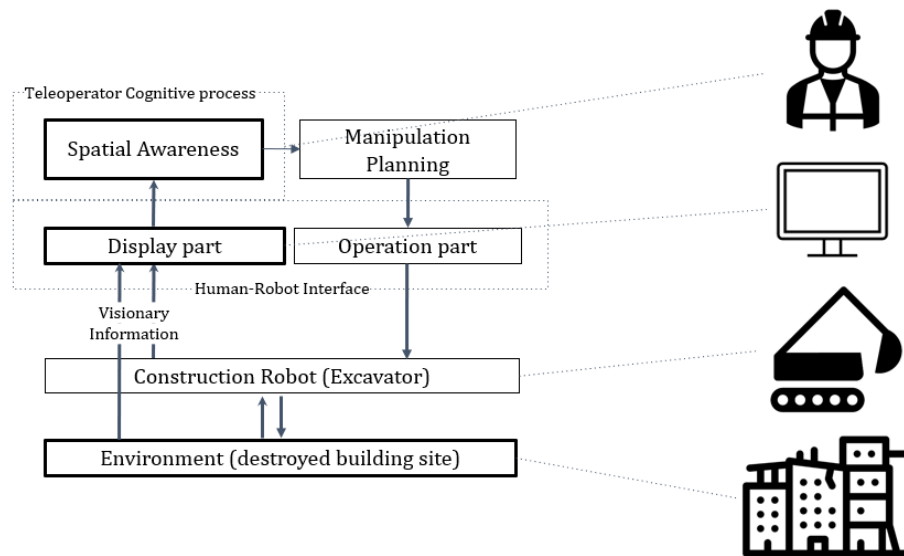 Teleoperator Cognitive process
Spatial Awareness
Manipulation
Planning
Display part
Operation part
Human-Robot Interface
Visionary
Information
Construction Robot (Excavator)
Environment (destroyed building site)